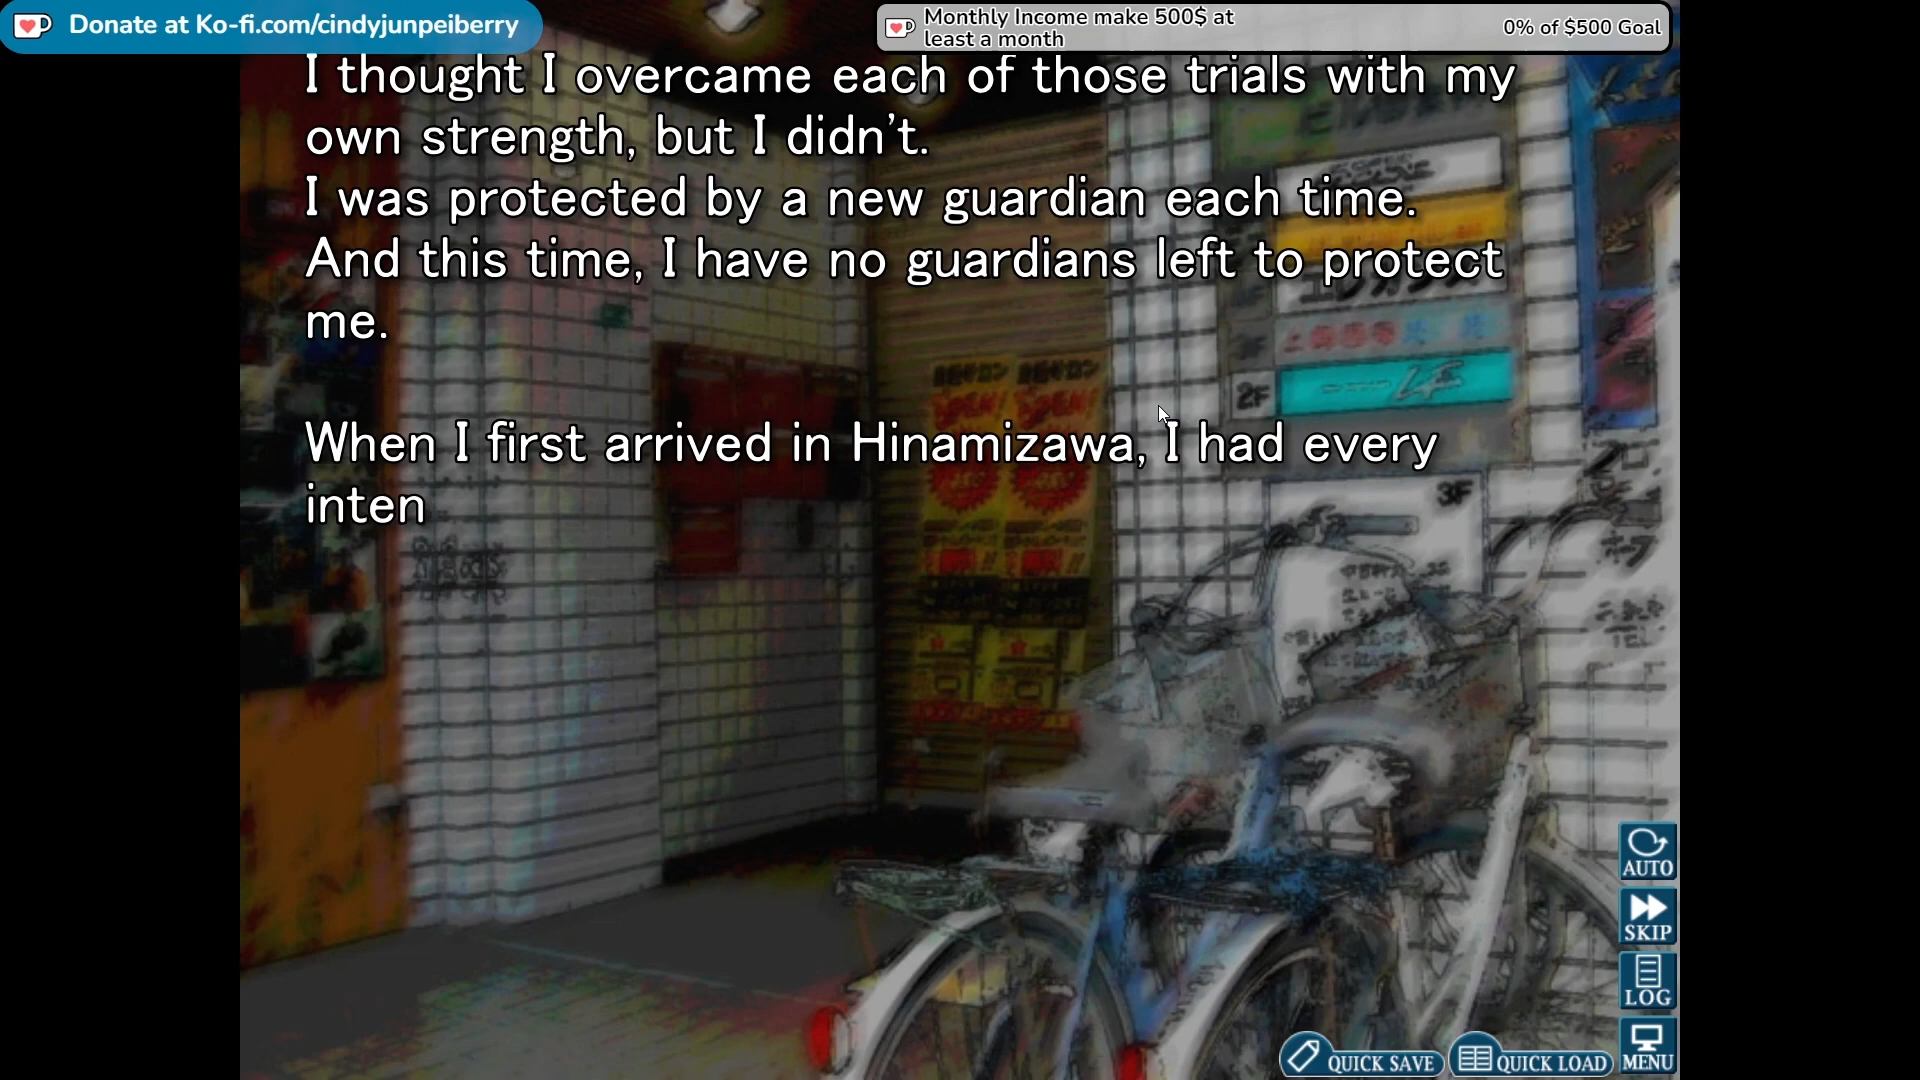 Donate at Ko-fi.com/cindyjunpeiberry
Monthly Income make 500$ at
least a month
0% of $500 Goal
I thought I overcame each of those trials with my
own strength, but I didn't.
I was protected by a new guardian each time.
And this time, I have no guardians left to protect
me.
When I first arrived in Hinamizawa, I had every
inten
2F
3F
AUTO
SKIP
LOG
MENU
QUICK SAVE
QUICK LOAD